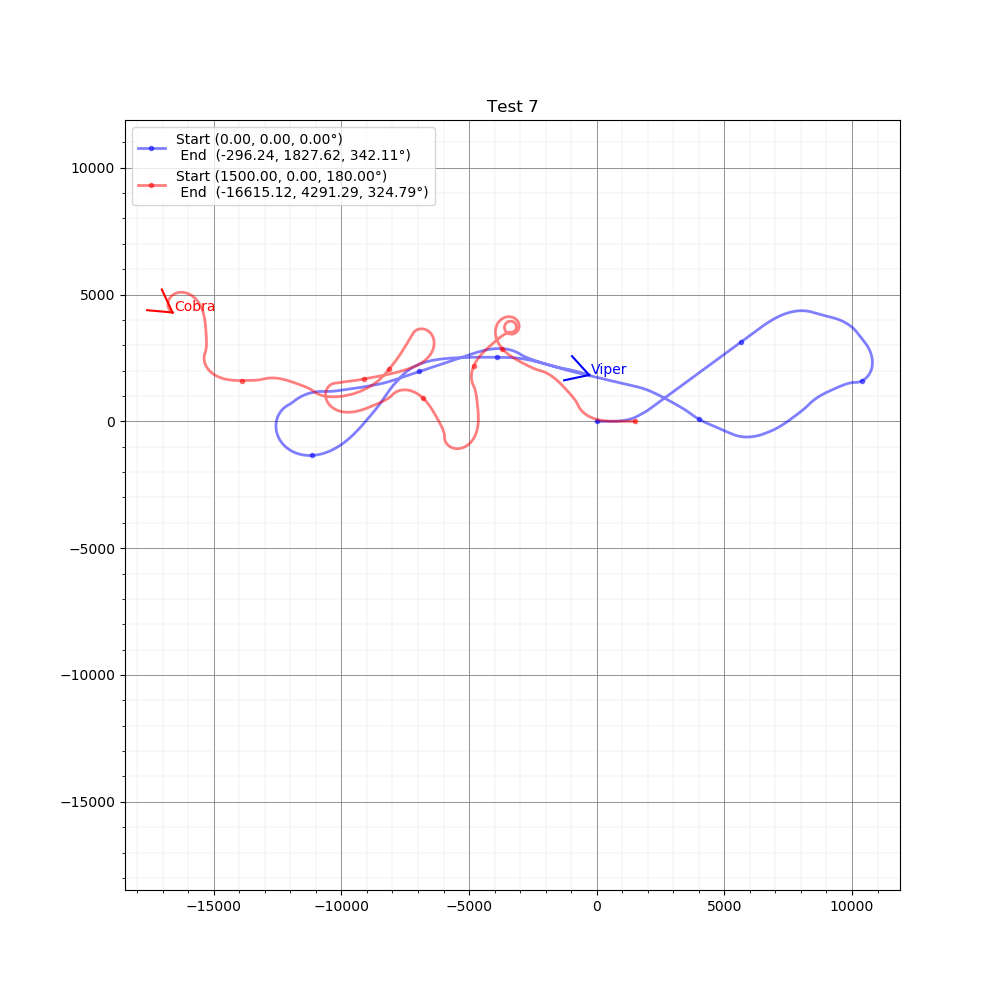 Test 7
Start (0.00, 0.00, 0.00°)
End (-296.24, 1827.62, 342.11°)
Start (1500.00, 0.00, 180.00°)
End (-16615.12, 4291.29, 324.79°)
10000
5000
0
−5000
−10000
−15000
Cobra
Viper
−15000
−10000
−5000
0
5000
10000